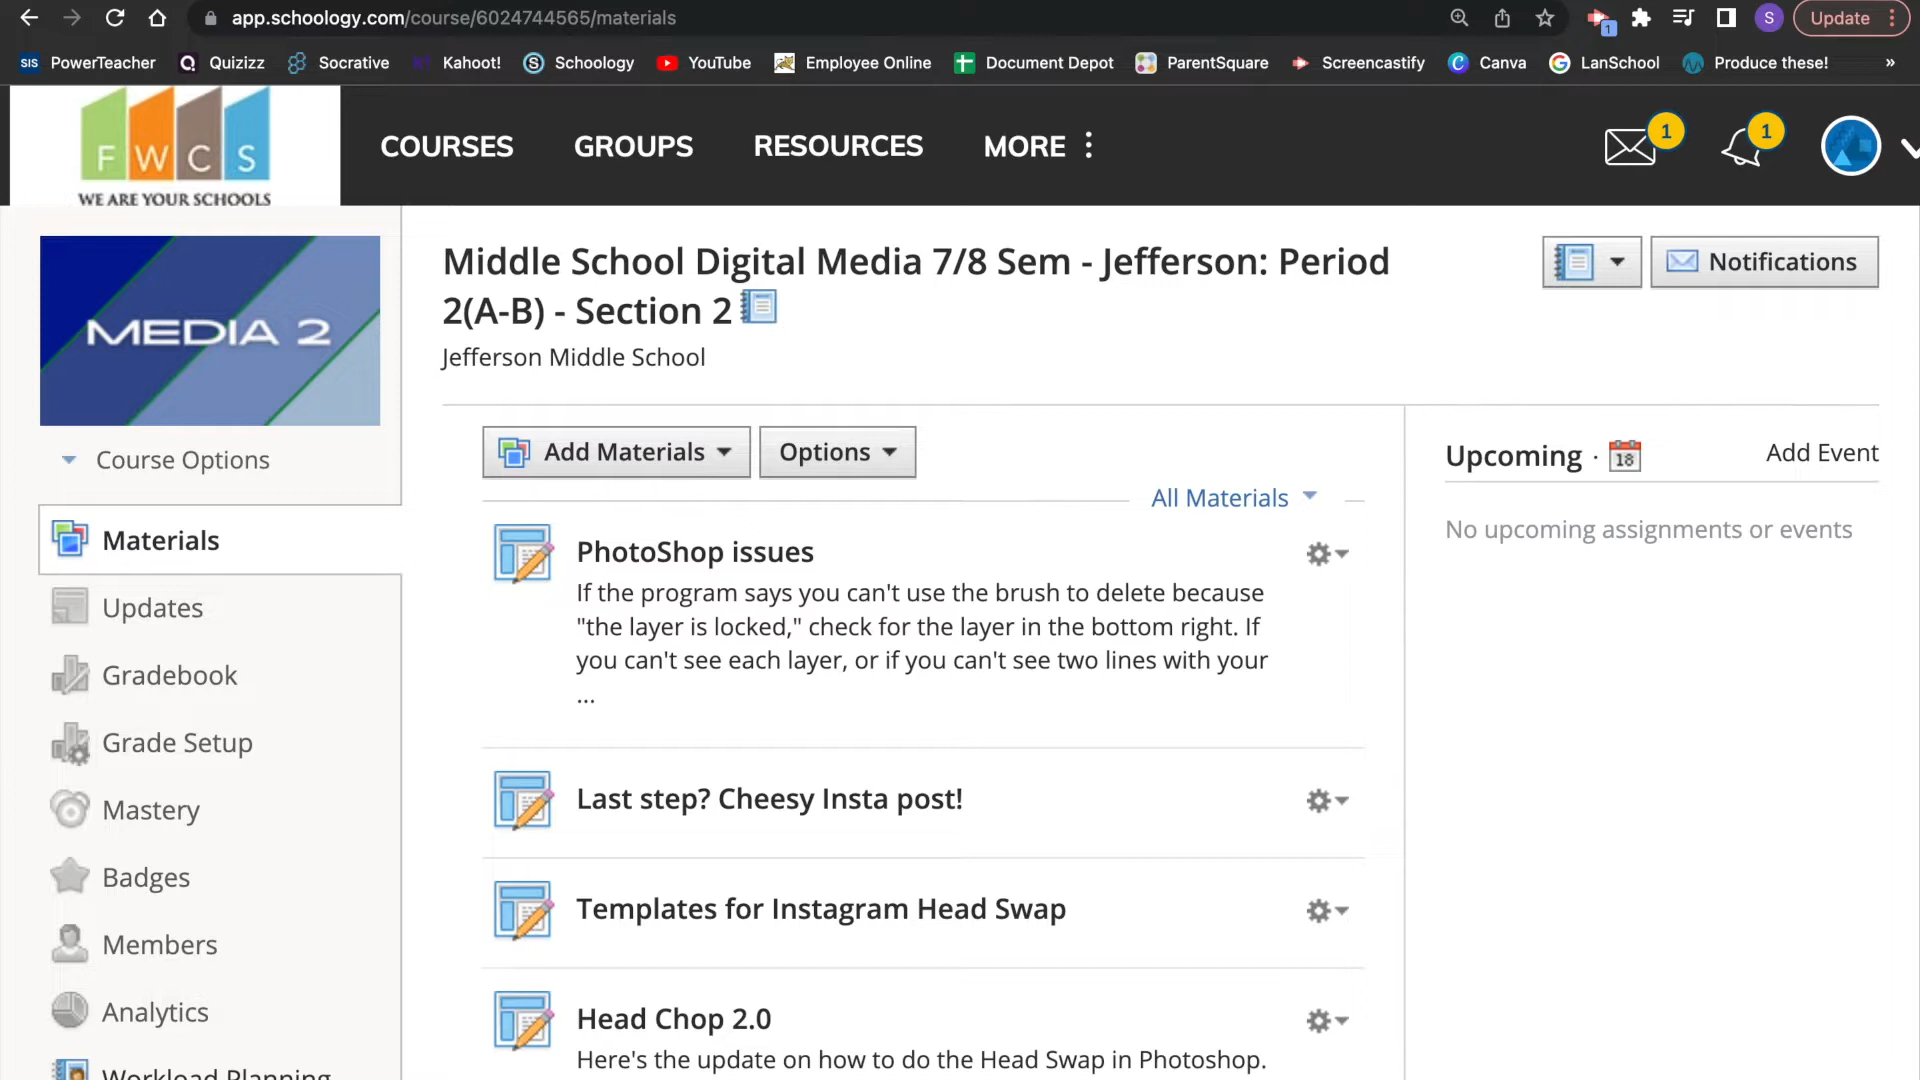 app.schoology.com/course/6024744565/materials
1
S
Update
SIS PowerTeacher
Quizizz
Socrative
Kahoot!
S Schoology
YouTube
Employee Online
Document Depot
ParentSquare
Screencastify
Canva
LanSchool
Produce these!
»
FWCS
WE ARE YOUR SCHOOLS
COURSES
GROUPS
RESOURCES
MORE
1
1
MEDIA 2
Course Options
Materials
Updates
Gradebook
Grade Setup
Mastery
Badges
Members
Analytics
Workload Planning
Middle School Digital Media 7/8 Sem - Jefferson: Period
2(A-B) - Section 2
Jefferson Middle School
Notifications
Add Materials
Options
All Materials
PhotoShop issues
If the program says you can't use the brush to delete because
"the layer is locked," check for the layer in the bottom right. If
you can't see each layer, or if you can't see two lines with your
...
Last step? Cheesy Insta post!
Templates for Instagram Head Swap
Head Chop 2.0
Here's the update on how to do the Head Swap in Photoshop.
Upcoming ·
18
Add Event
No upcoming assignments or events